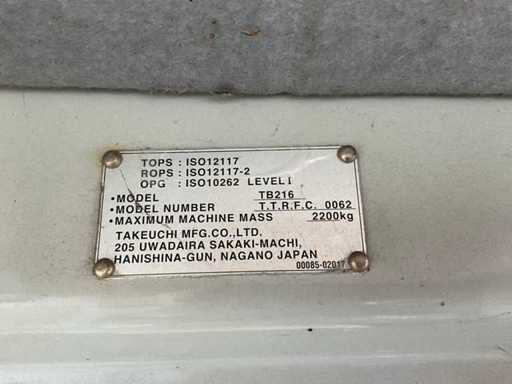 TOPS : ISO12117
ROPS : ISO12117-2
OPG : ISO10262 LEVEL I
•MODEL TB216
•MODEL NUMBER T.T.R.F.C. 0062
•MAXIMUM MACHINE MASS 2200kg
TAKEUCHI MFG.CO.,LTD.
205 UWADAIRA SAKAKI-MACHI,
HANISHINA-GUN, NAGANO JAPAN
00085-02017